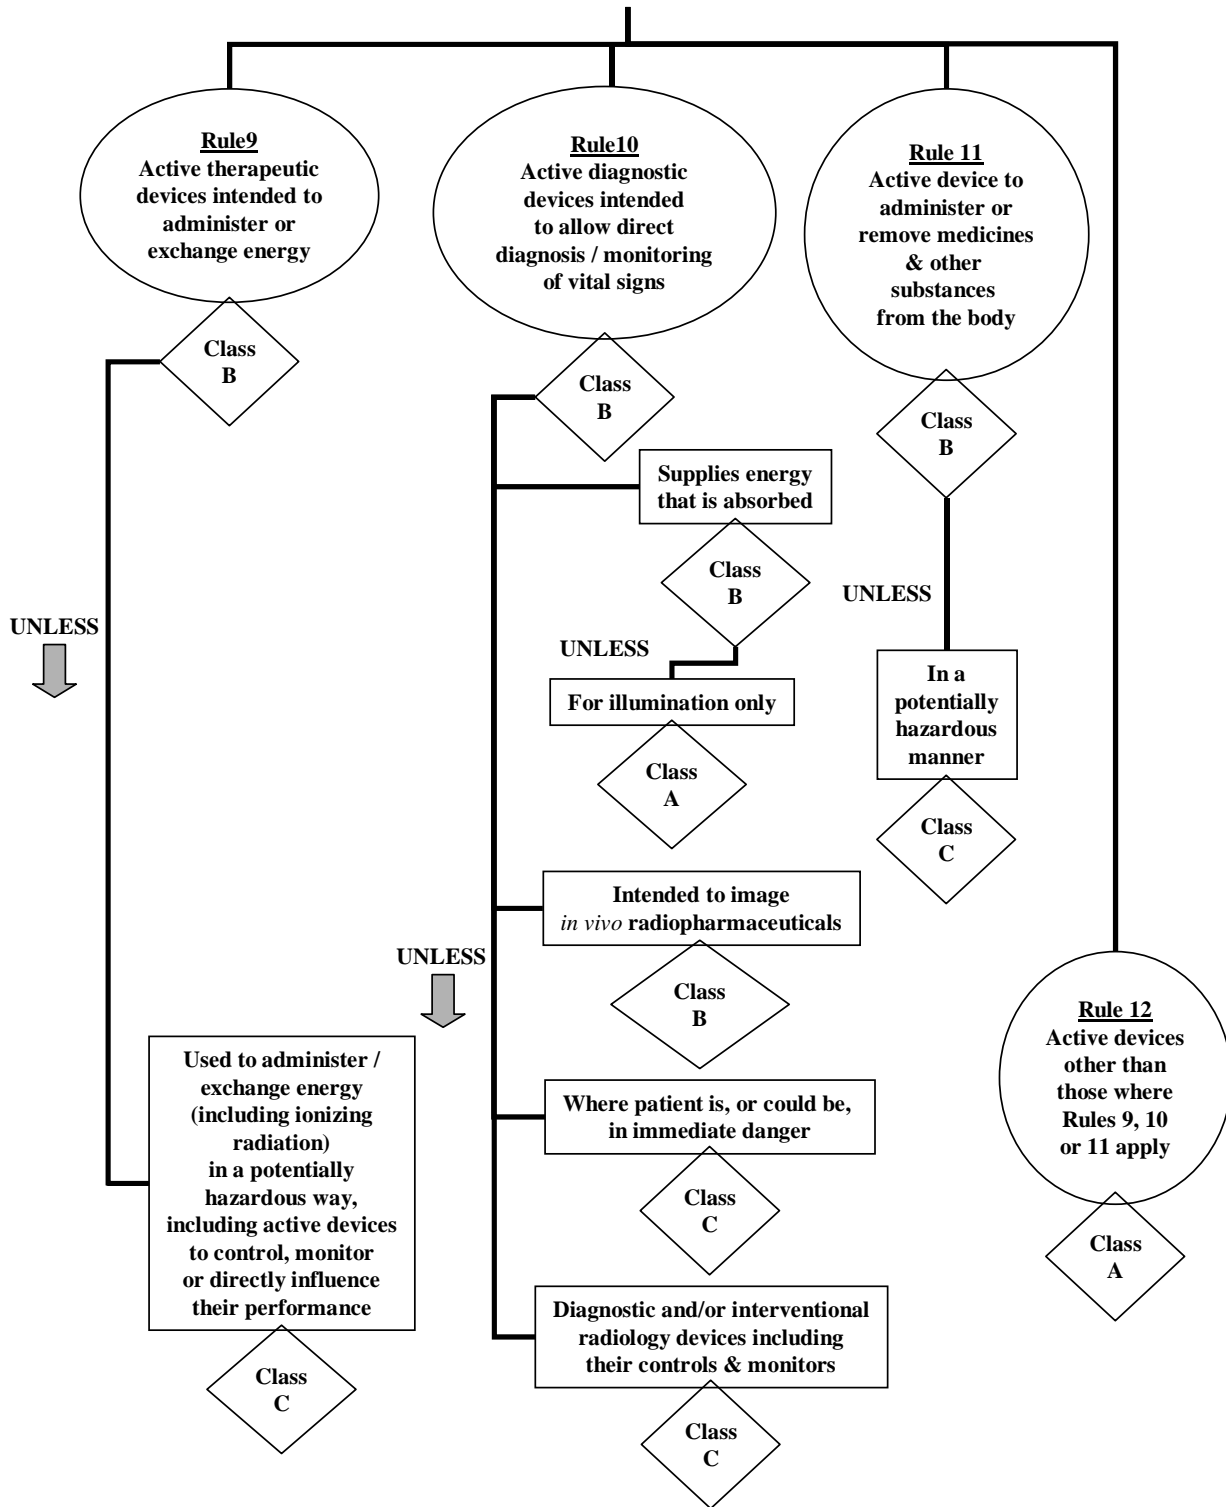 Rule9
Active therapeutic
devices intended to
administer or
exchange energy
Class
B
UNLESS
Used to administer /
exchange energy
(including ionizing
radiation)
in a potentially
hazardous way,
including active devices
to control, monitor
or directly influence
their performance
Class
C
Rule10
Active diagnostic
devices intended
to allow direct
diagnosis / monitoring
of vital signs
Class
B
UNLESS
Supplies energy
that is absorbed
Class
B
UNLESS
For illumination only
Class
A
Intended to image
in vivo radiopharmaceuticals
Class
B
Where patient is, or could be,
in immediate danger
Class
C
Diagnostic and/or interventional
radiology devices including
their controls & monitors
Class
C
Rule 11
Active device to
administer or
remove medicines
& other
substances
from the body
Class
B
UNLESS
In a
potentially
hazardous
manner
Class
C
Rule 12
Active devices
other than
those where
Rules 9, 10
or 11 apply
Class
A